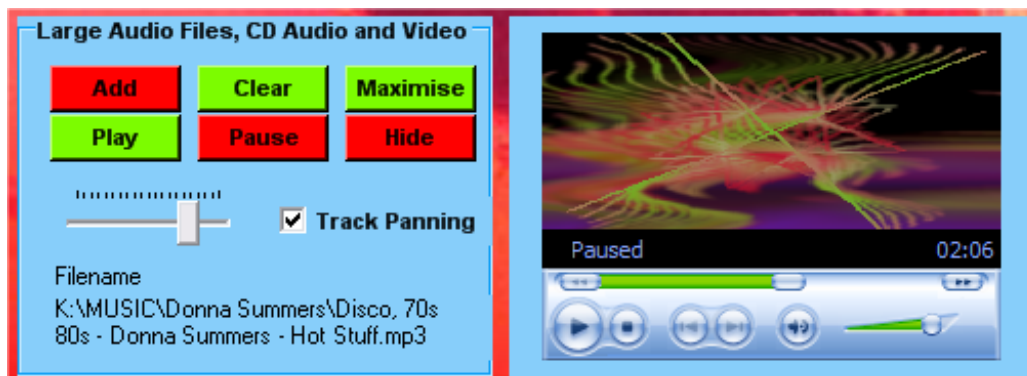 Large Audio Files, CD Audio and Video
Add Clear Maximise
Play Pause Hide
Track Panning
Filename
K:\MUSIC\Donna Summers\Disco, 70s
80s - Donna Summers - Hot Stuff.mp3
Paused 02:06